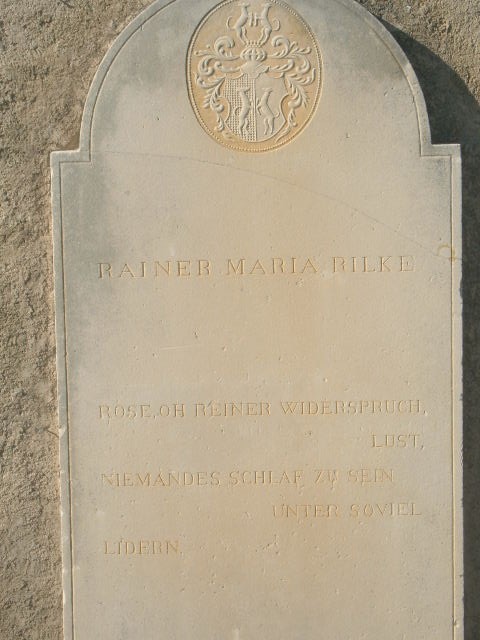 RAINER MARIA RILKE
ROSE, OH REINER WIDERSPRUCH,
LUST,
NIEMANDES SCHLAF ZU SEIN
UNTER SOVIEL
LIDERN.